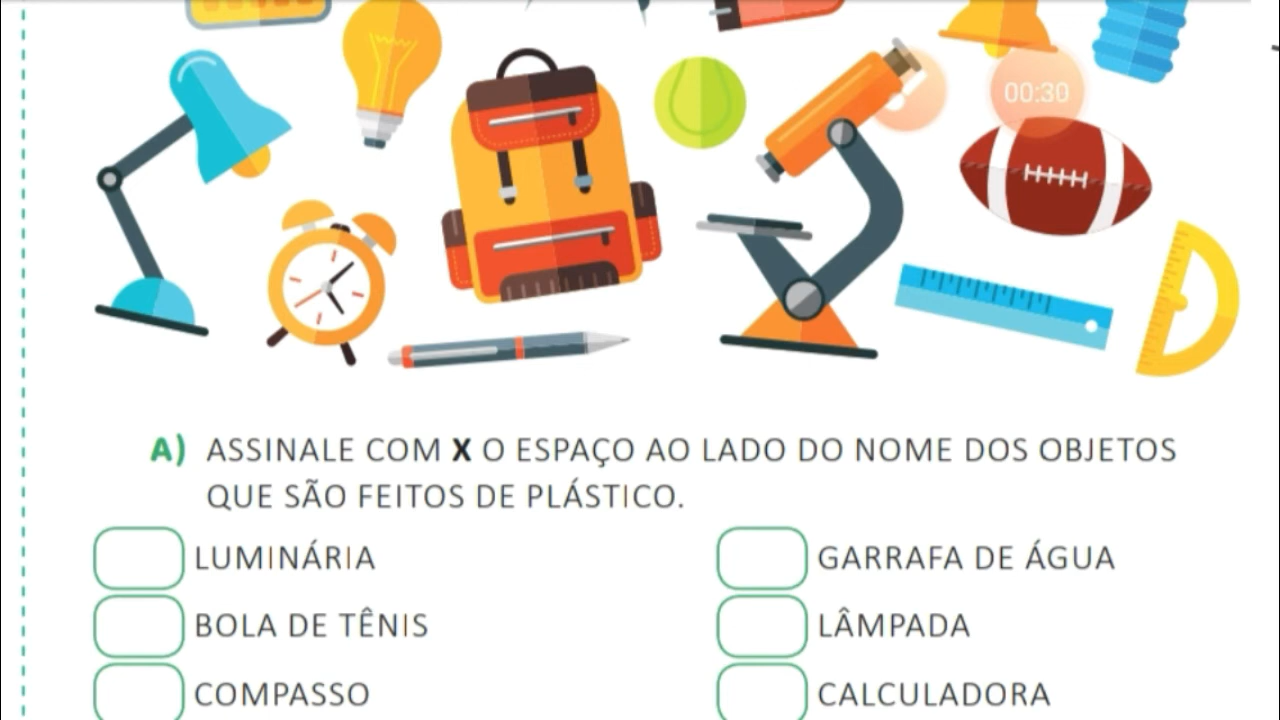 00:30
A) ASSINALE COM X O ESPAÇO AO LADO DO NOME DOS OBJETOS
QUE SÃO FEITOS DE PLÁSTICO.
LUMINÁRIA
GARRAFA DE ÁGUA
BOLA DE TÊNIS
LÂMPADA
COMPASSO
CALCULADORA